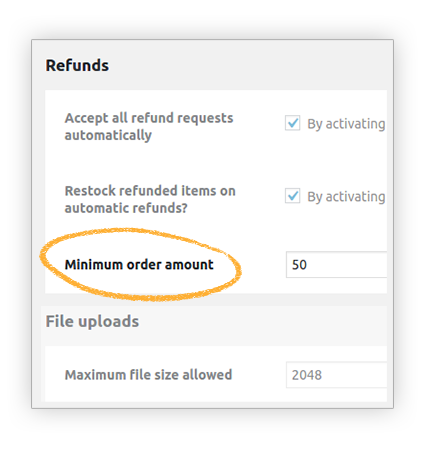 Refunds
Accept all refund requests
automatically
By activating
Restock refunded items on
automatic refunds?
By activating
Minimum order amount
50
File uploads
Maximum file size allowed
2048